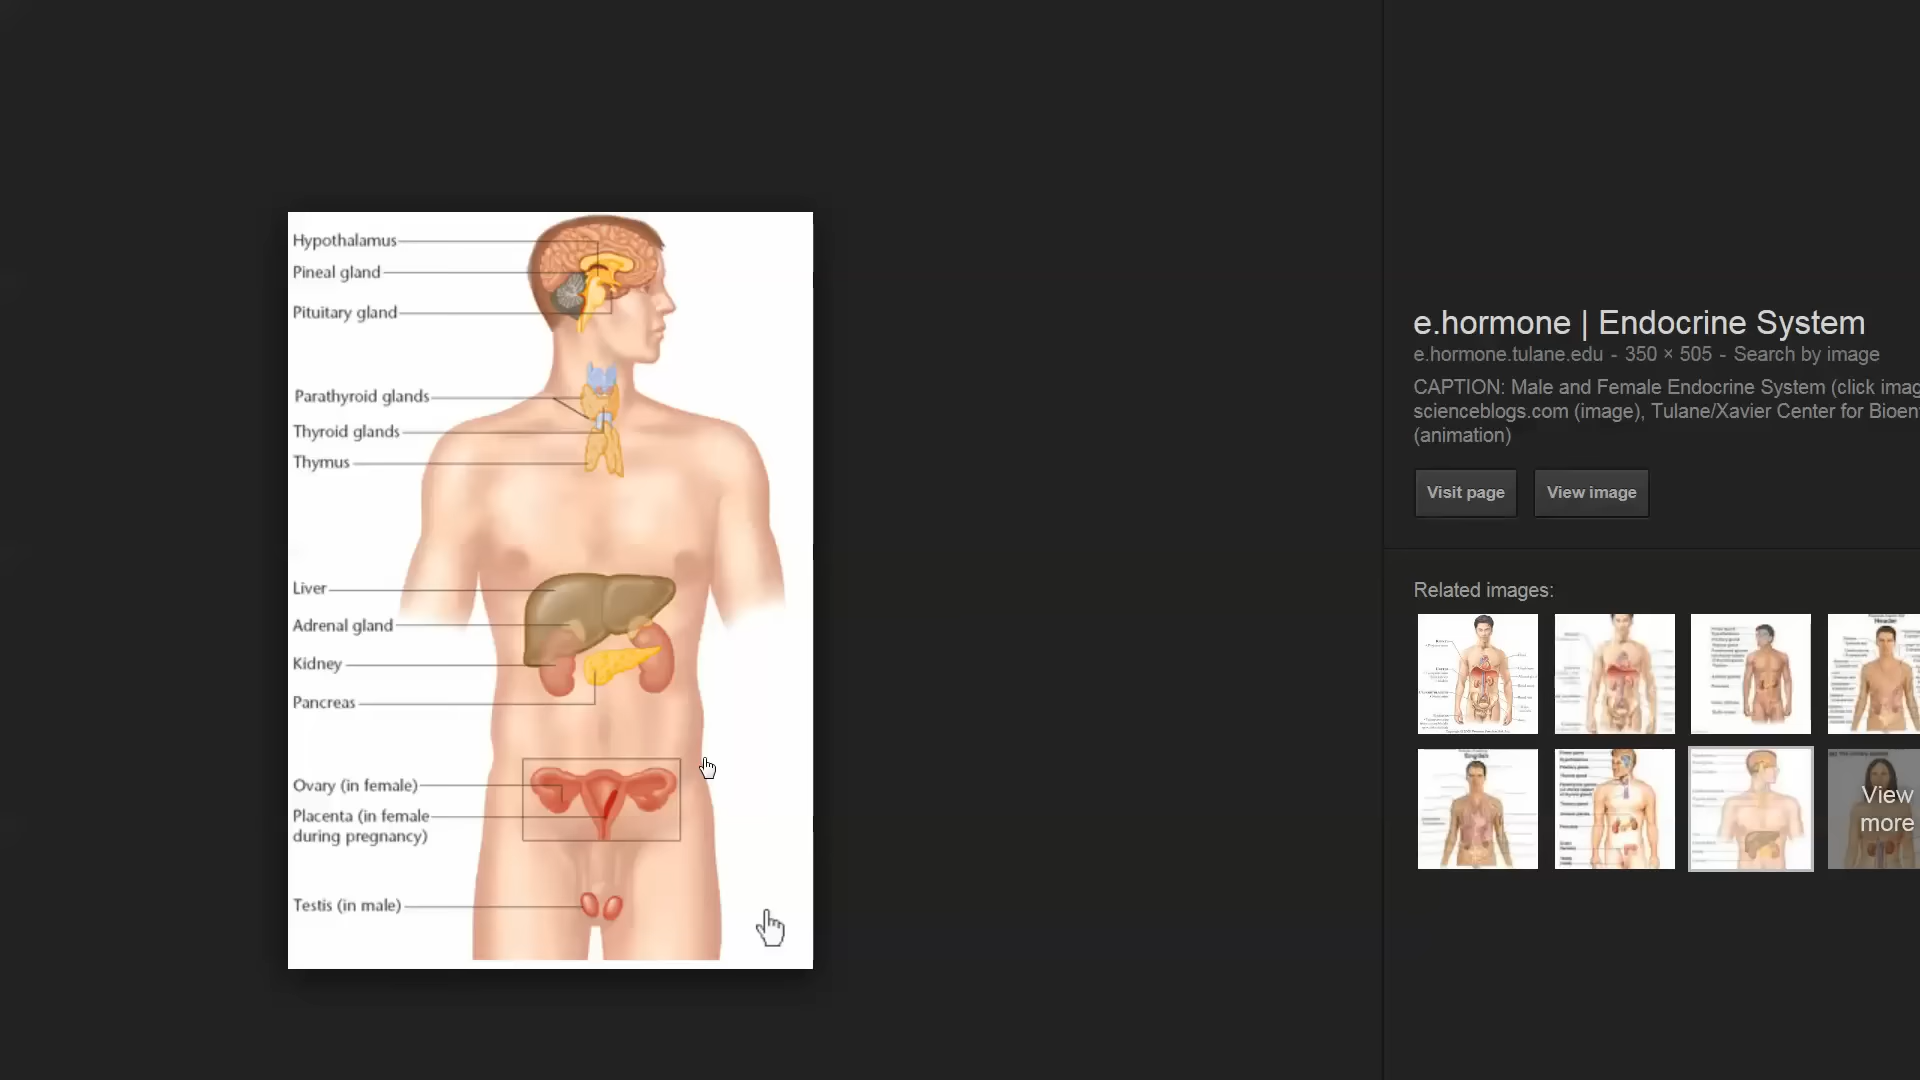 Hypothalamus
Pineal gland
Pituitary gland
Parathyroid glands
Thyroid glands
Thymus
Liver
Adrenal gland
Kidney
Pancreas
Ovary (in female)
Placenta (in female
during pregnancy)
Testis (in male)
e.hormone | Endocrine System
e.hormone.tulane.edu - 350 × 505 - Search by image
CAPTION: Male and Female Endocrine System (click imag
scienceblogs.com (image), Tulane/Xavier Center for Bioen
(animation)
Visit page
View image
Related images:
View
more